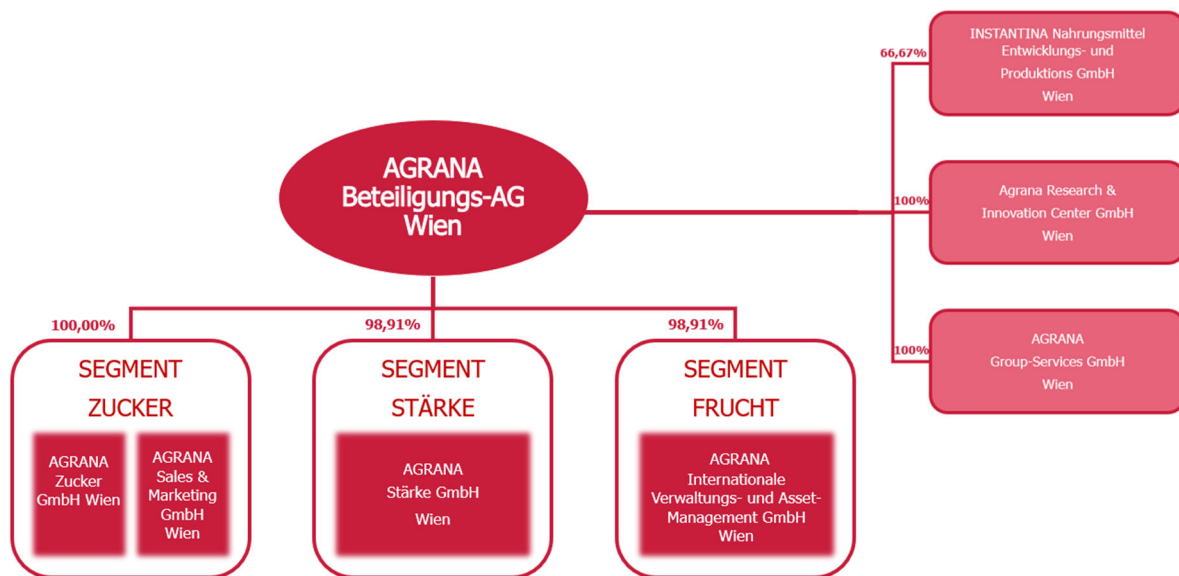 INSTANTINA Nahrungsmittel
Entwicklungs- und
Produktions GmbH
Wien
66,67%
AGRANA
Beteiligungs-AG
Wien
Agrana Research &
Innovation Center GmbH
Wien
100%
AGRANA
Group-Services GmbH
Wien
100%
100,00%
98,91%
98,91%
SEGMENT
ZUCKER
AGRANA
Zucker
GmbH Wien
AGRANA
Sales &
Marketing
GmbH
Wien
SEGMENT
STÄRKE
AGRANA
Stärke GmbH
Wien
SEGMENT
FRUCHT
AGRANA
Internationale
Verwaltungs- und Asset-
Management GmbH
Wien